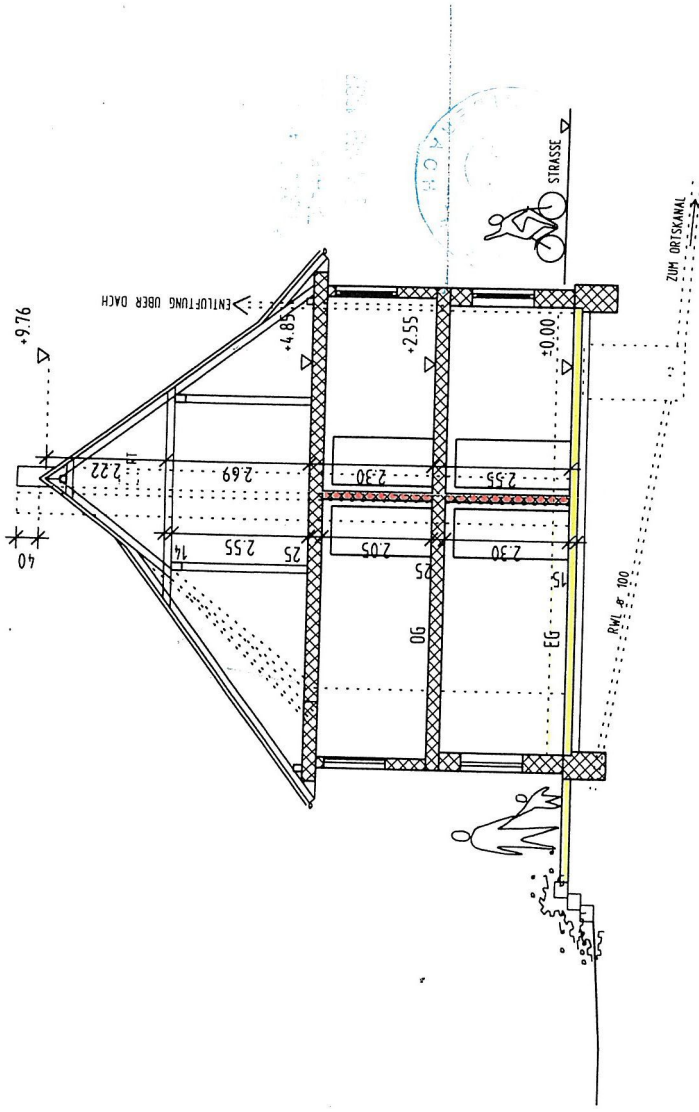 40
+9.76
ENTLÜFTUNG ÜBER DACH
2.22
2.69
14
2.55
+4.85
25
2.30
2.05
+2.55
25
OG
2.55
2.30
±0.00
15
EG
STRASSE
RWL ø 100
ZUM ORTSKANAL